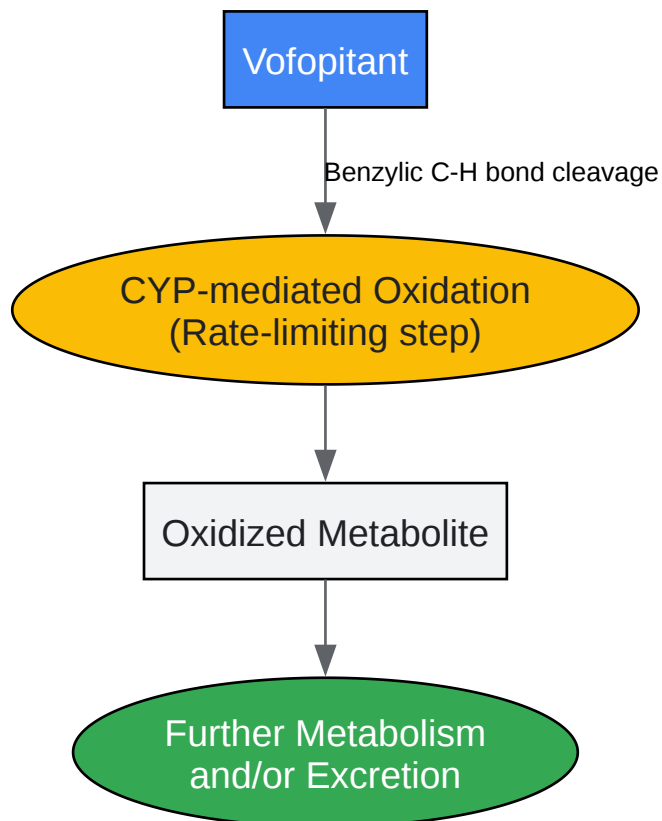 Vofopitant
Benzylic C-H bond cleavage
CYP-mediated Oxidation
(Rate-limiting step)
Oxidized Metabolite
Further Metabolism
and/or Excretion